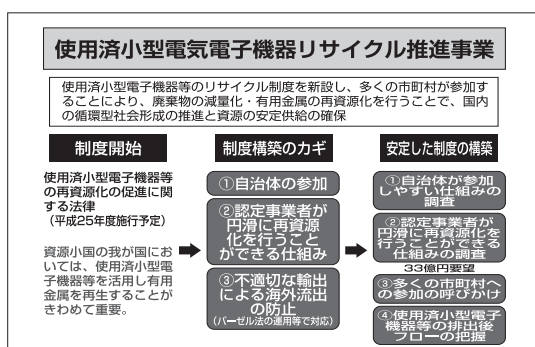 使用済小型電気電子機器リサイクル推進事業
使用済小型電子機器等のリサイクル制度を新設し、多くの市町村が参加す
ることにより、廃棄物の減量化・有用金属の再資源化を行うことで、国内
の循環型社会形成の推進と資源の安定供給の確保
制度開始
使用済小型電子機器等
の再資源化の促進に関
する法律
(平成25年度施行予定)
資源小国の我が国にお
いては、使用済小型電
子機器等を活用し有用
金属を再生することが
きわめて重要。
制度構築のカギ
①自治体の参加
②認定事業者が
円滑に再資源
化を行うこと
ができる仕組み
③不適切な輸出
による海外流出
の防止
(バーゼル法の運用等で対応)
安定した制度の構築
①自治体が参加
しやすい仕組みの
調査
②認定事業者が
円滑に再資源化を
行うことができる
仕組みの調査
33億円要望
③多くの市町村へ
の参加の呼びかけ
④使用済小型電子
機器等の排出後
フローの把握